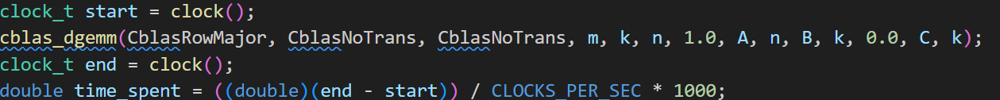 clock_t start = clock();
cblas_dgemm(CblasRowMajor, CblasNoTrans, CblasNoTrans, m, k, n, 1.0, A, n, B, k, 0.0, C, k);
clock_t end = clock();
double time_spent = ((double)(end - start)) / CLOCKS_PER_SEC * 1000;